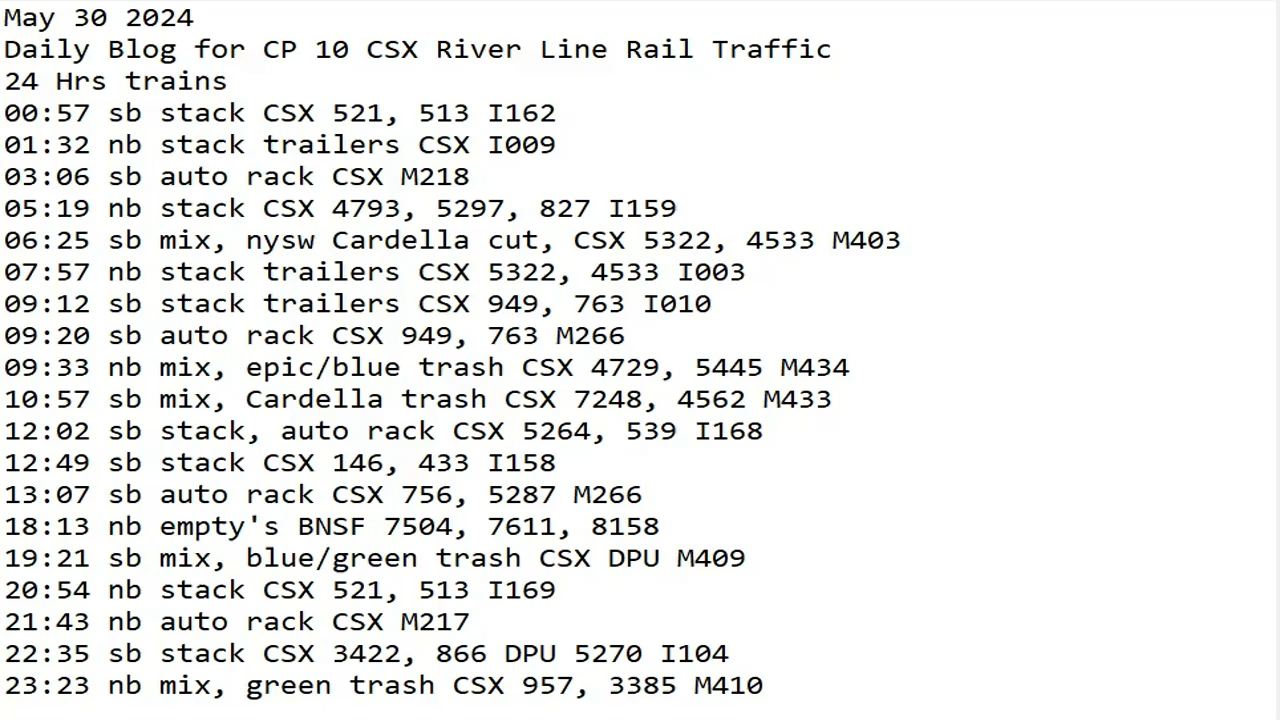 May 30 2024
Daily Blog for CP 10 CSX River Line Rail Traffic
24 Hrs trains
00:57 sb stack CSX 521, 513 I162
01:32 nb stack trailers CSX I009
03:06 sb auto rack CSX M218
05:19 nb stack CSX 4793, 5297, 827 I159
06:25 sb mix, nysw Cardella cut, CSX 5322, 4533 M403
07:57 nb stack trailers CSX 5322, 4533 I003
09:12 sb stack trailers CSX 949, 763 I010
09:20 sb auto rack CSX 949, 763 M266
09:33 nb mix, epic/blue trash CSX 4729, 5445 M434
10:57 sb mix, Cardella trash CSX 7248, 4562 M433
12:02 sb stack, auto rack CSX 5264, 539 I168
12:49 sb stack CSX 146, 433 I158
13:07 sb auto rack CSX 756, 5287 M266
18:13 nb empty's BNSF 7504, 7611, 8158
19:21 sb mix, blue/green trash CSX DPU M409
20:54 nb stack CSX 521, 513 I169
21:43 nb auto rack CSX M217
22:35 sb stack CSX 3422, 866 DPU 5270 I104
23:23 nb mix, green trash CSX 957, 3385 M410